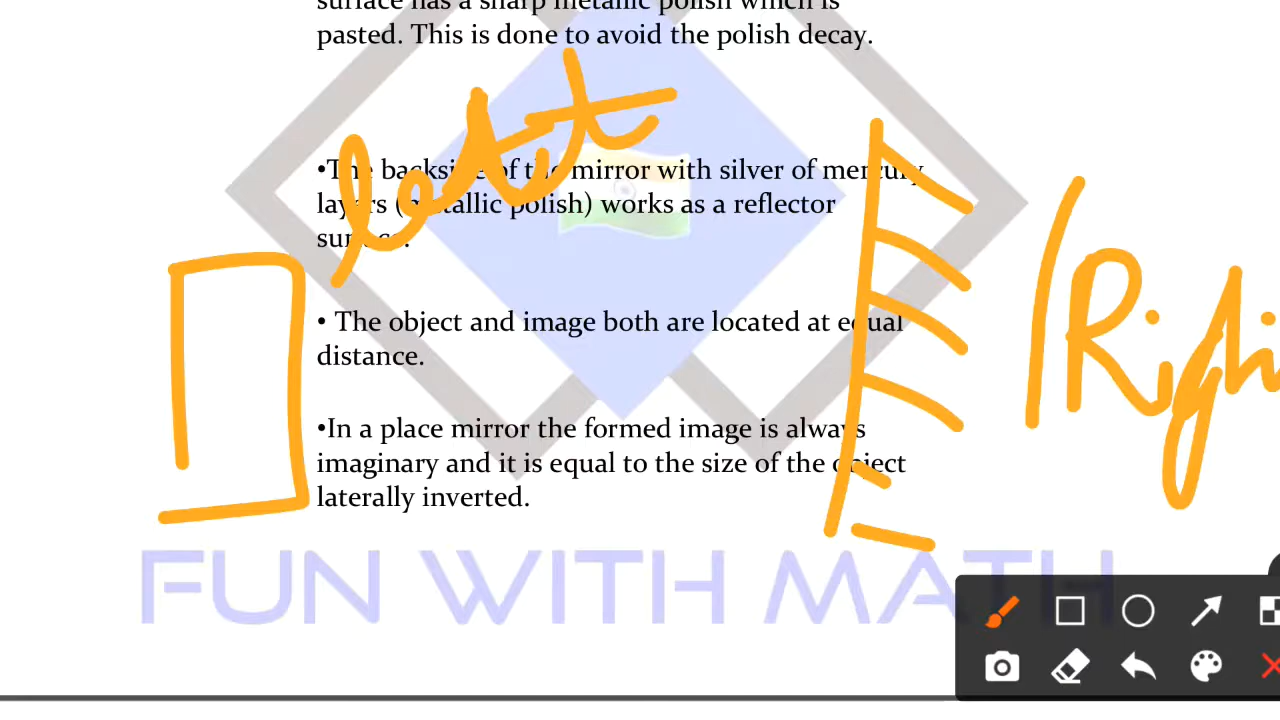 surface has a sharp metallic polish which is
pasted. This is done to avoid the polish decay.
left
•The backside of the mirror with silver of mercury
layers (metallic polish) works as a reflector
surface.
Righ
• The object and image both are located at equal
distance.
•In a place mirror the formed image is always
imaginary and it is equal to the size of the object
laterally inverted.
FUN WITH MATH